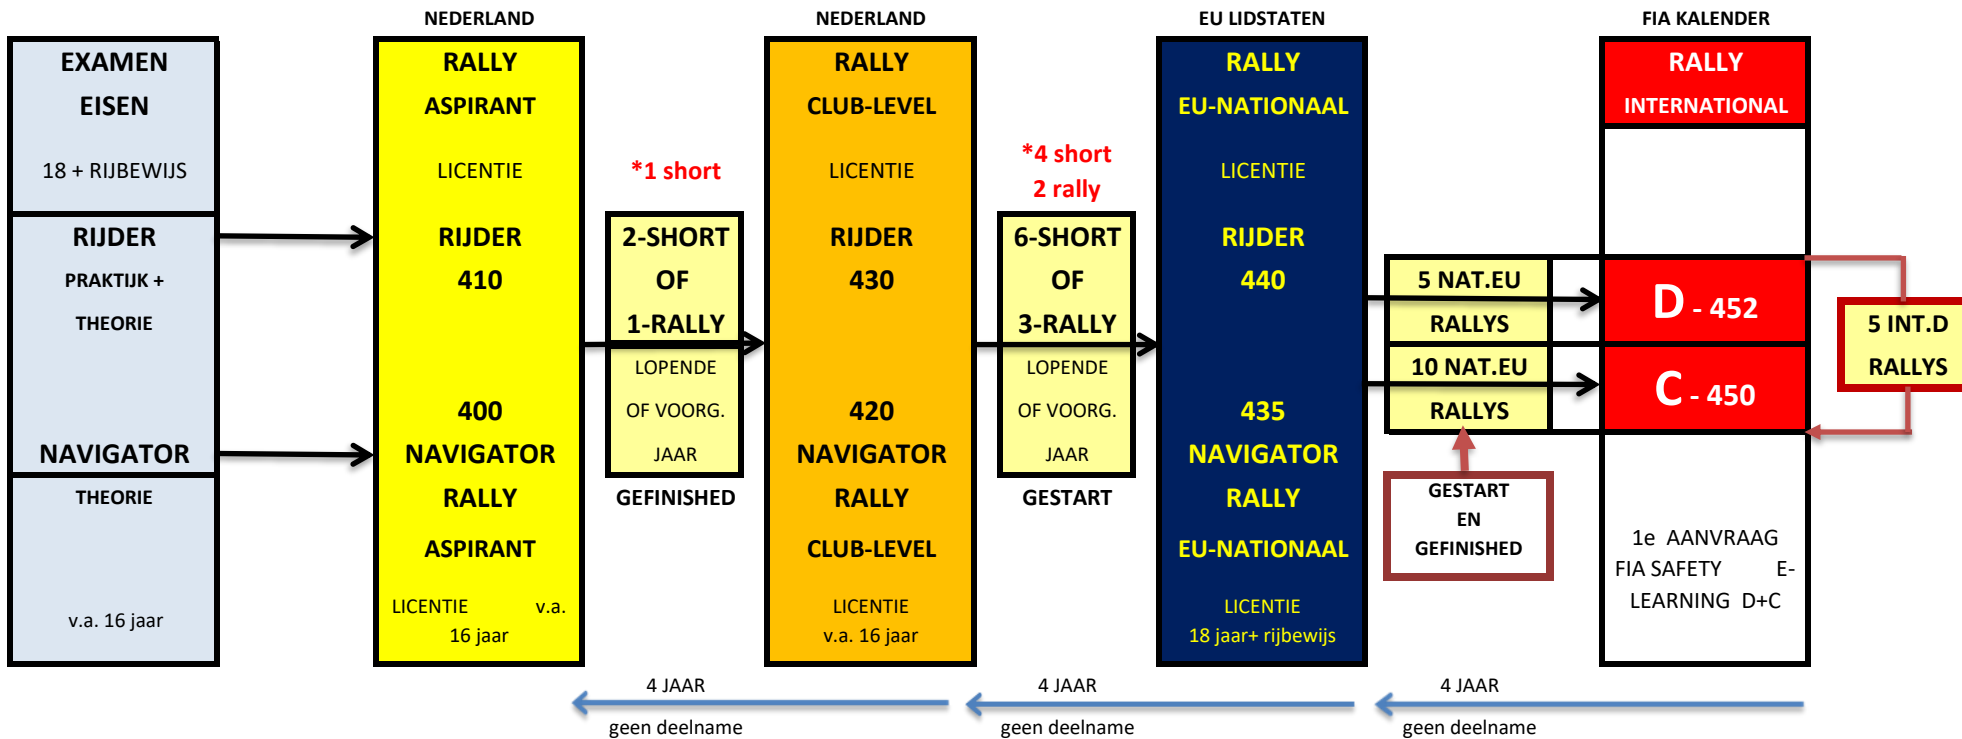 NEDERLAND
NEDERLAND
EU LIDSTATEN
FIA KALENDER
EXAMEN
EISEN
18 + RIJBEWIJS
RIJDER
PRAKTIJK +
THEORIE
NAVIGATOR
THEORIE
v.a. 16 jaar
RALLY
ASPIRANT
LICENTIE
RIJDER
410
400
NAVIGATOR
RALLY
ASPIRANT
LICENTIE v.a.
16 jaar
*1 short
2-SHORT
OF
1-RALLY
LOPENDE
OF VOORG.
JAAR
GEFINISHED
RALLY
CLUB-LEVEL
LICENTIE
RIJDER
430
420
NAVIGATOR
RALLY
CLUB-LEVEL
LICENTIE
v.a. 16 jaar
*4 short
2 rally
6-SHORT
OF
3-RALLY
LOPENDE
OF VOORG.
JAAR
GESTART
RALLY
EU-NATIONAAL
LICENTIE
RIJDER
440
435
NAVIGATOR
RALLY
EU-NATIONAAL
LICENTIE
18 jaar+ rijbewijs
5 NAT.EU
RALLYS
10 NAT.EU
RALLYS
GESTART
EN
GEFINISHED
RALLY
INTERNATIONAL
D - 452
C - 450
1e AANVRAAG
FIA SAFETY E-
LEARNING D+C
5 INT.D
RALLYS
4 JAAR
geen deelname
4 JAAR
geen deelname
4 JAAR
geen deelname